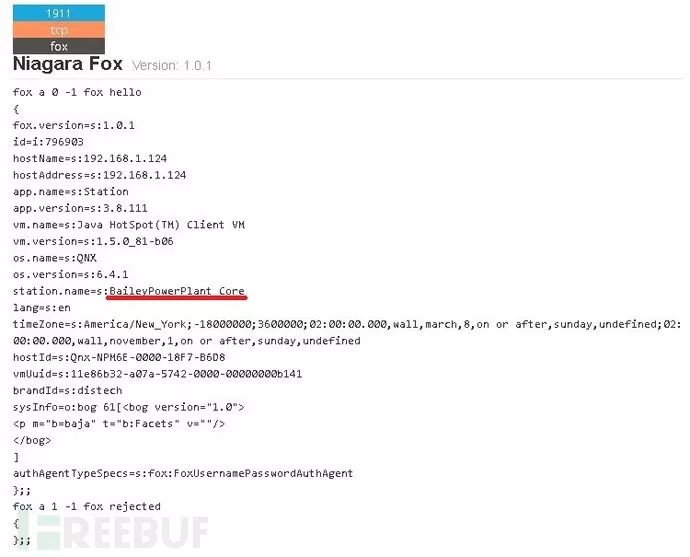 1911
tcp
fox
Niagara Fox Version: 1.0.1
fox a 0 -1 fox hello
{
fox.version=s:1.0.1
id=i:796903
hostName=s:192.168.1.124
hostAddress=s:192.168.1.124
app.name=s:Station
app.version=s:3.8.111
vm.name=s:Java HotSpot(TM) Client VM
vm.version=s:1.5.0_81-b06
os.name=s:QNX
os.version=s:6.4.1
station.name=s:BaileyPowerPlant_Core
lang=s:en
timeZone=s:America/New_York;-18000000;3600000;02:00:00.000,wall,march,8,on or after,sunday,undefined;02:
00:00.000,wall,november,1,on or after,sunday,undefined
hostId=s:Qnx-NPM6E-0000-18F7-B6D8
vmUuid=s:11e86b32-a07a-5742-0000-00000000b141
brandId=s:distech
sysInfo=o:bog 61[<bog version="1.0">
<p m="b=baja" t="b:Facets" v=""/>
</bog>
]
authAgentTypeSpecs=s:fox:FoxUsernamePasswordAuthAgent
};;
fox a 1 -1 fox rejected
{
};;
FREEBUF